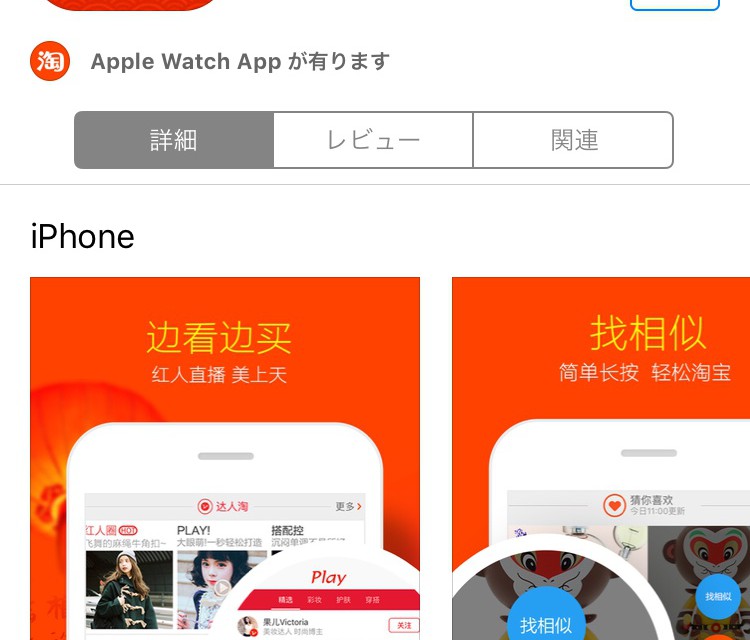 淘 Apple Watch App が有ります
詳細 レビュー 関連
iPhone
边看边买
红人直播 美上天
达人淘
更多
红人圈 HOT
飞舞的麻绳牛角扣~
PLAY!
大眼萌!一秒轻松打造
搭配控
Play
精选 彩妆 护肤 穿搭
果儿Victoria
美妆达人 时尚博主
关注
找相似
简单长按 轻松淘宝
猜你喜欢
今日11:00更新
找相似
找相似